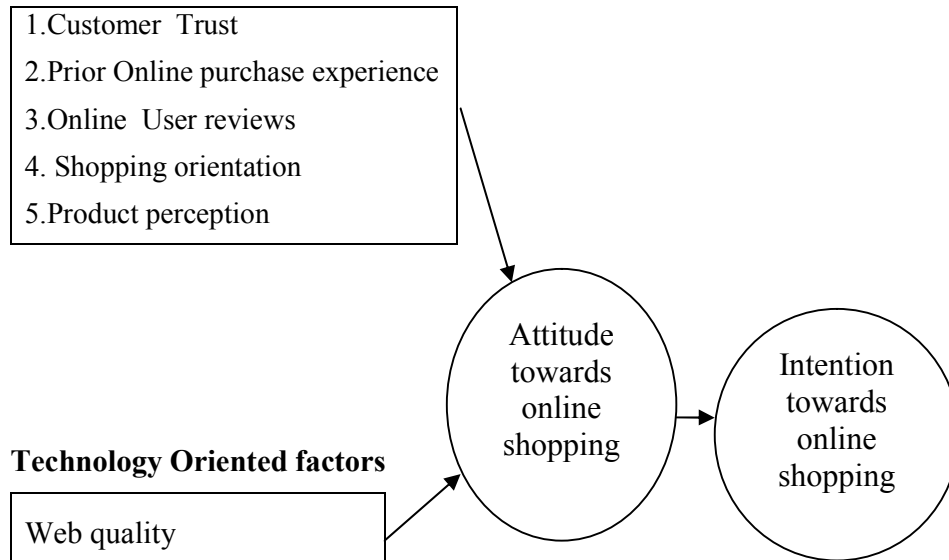 1.Customer Trust
2.Prior Online purchase experience
3.Online User reviews
4. Shopping orientation
5.Product perception
Attitude
towards
online
shopping
Intention
towards
online
shopping
Technology Oriented factors
Web quality